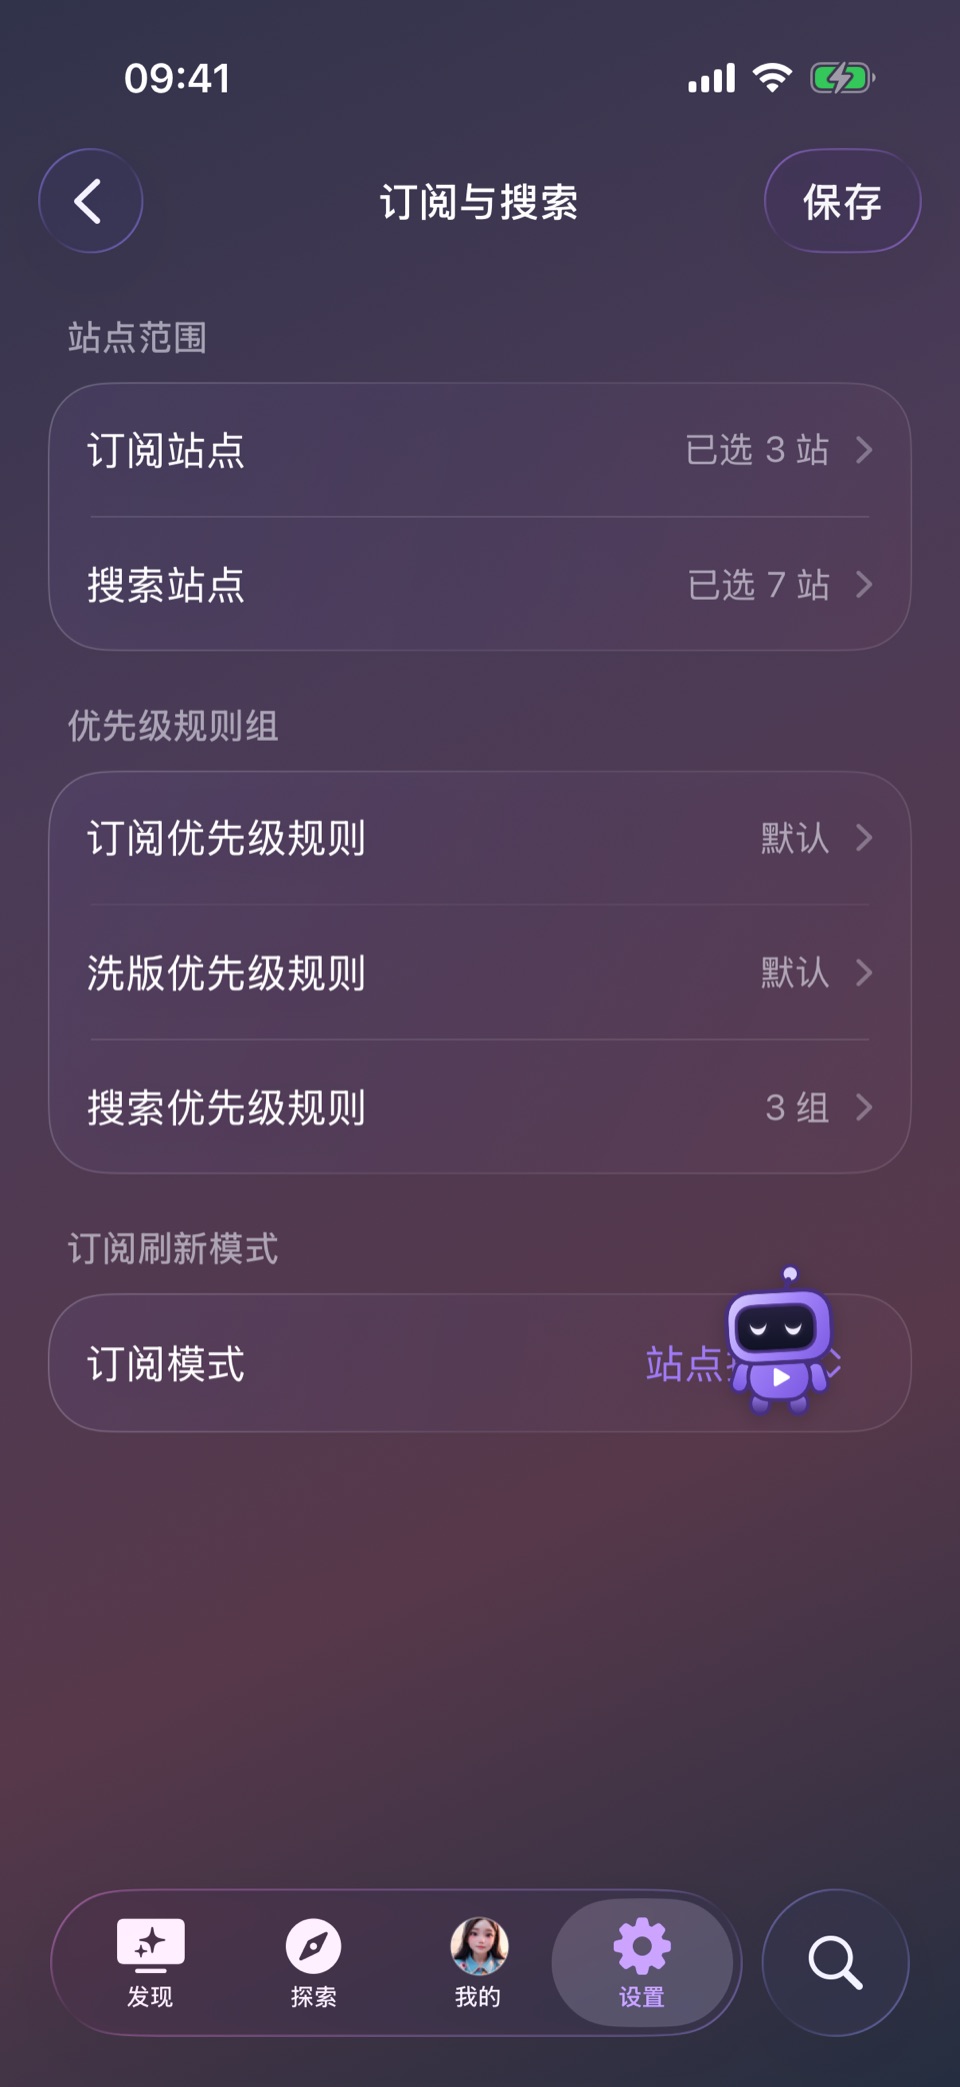 09:41
订阅与搜索
保存
站点范围
订阅站点 已选 3 站
搜索站点 已选 7 站
优先级规则组
订阅优先级规则 默认
洗版优先级规则 默认
搜索优先级规则 3 组
订阅刷新模式
订阅模式 站点
发现
探索
我的
设置